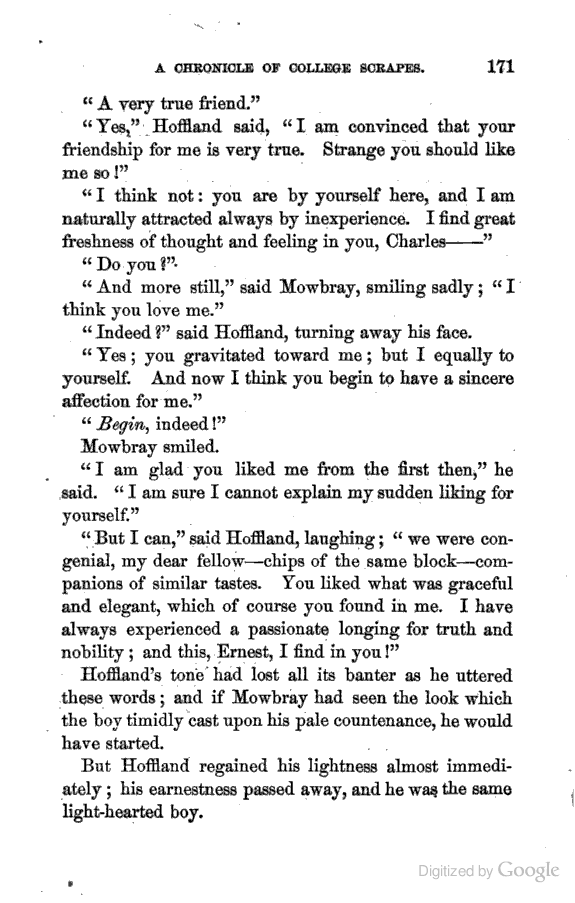 A CHRONICLE OF COLLEGE SCRAPES. 171
“A very true friend.”
“Yes,” Hoffland said, “I am convinced that your
friendship for me is very true. Strange you should like
me so!”
“I think not: you are by yourself here, and I am
naturally attracted always by inexperience. I find great
freshness of thought and feeling in you, Charles——”
“Do you?”
“And more still,” said Mowbray, smiling sadly; “I
think you love me.”
“Indeed?” said Hoffland, turning away his face.
“Yes; you gravitated toward me; but I equally to
yourself. And now I think you begin to have a sincere
affection for me.”
“Begin, indeed!”
Mowbray smiled.
“I am glad you liked me from the first then,” he
said. “I am sure I cannot explain my sudden liking for
yourself.”
“But I can,” said Hoffland, laughing; “we were con-
genial, my dear fellow—chips of the same block—com-
panions of similar tastes. You liked what was graceful
and elegant, which of course you found in me. I have
always experienced a passionate longing for truth and
nobility; and this, Ernest, I find in you!”
Hoffland’s tone had lost all its banter as he uttered
these words; and if Mowbray had seen the look which
the boy timidly cast upon his pale countenance, he would
have started.
But Hoffland regained his lightness almost immedi-
ately; his earnestness passed away, and he was the same
light-hearted boy.
Digitized by Google